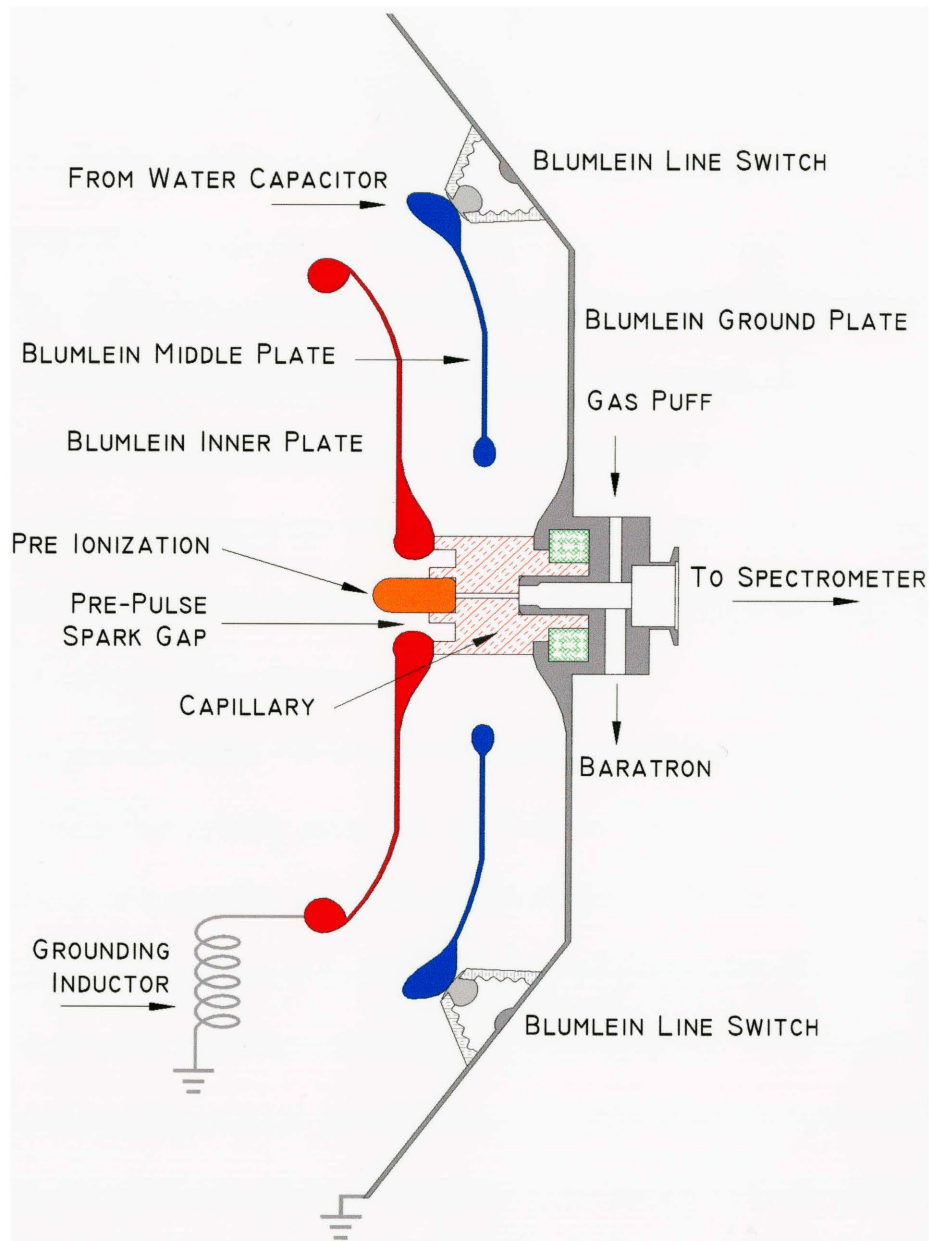 BLUMLEIN LINE SWITCH
FROM WATER CAPACITOR
BLUMLEIN GROUND PLATE
BLUMLEIN MIDDLE PLATE
GAS PUFF
BLUMLEIN INNER PLATE
PRE IONIZATION
TO SPECTROMETER
PRE-PULSE
SPARK GAP
CAPILLARY
BARATRON
GROUNDING
INDUCTOR
BLUMLEIN LINE SWITCH